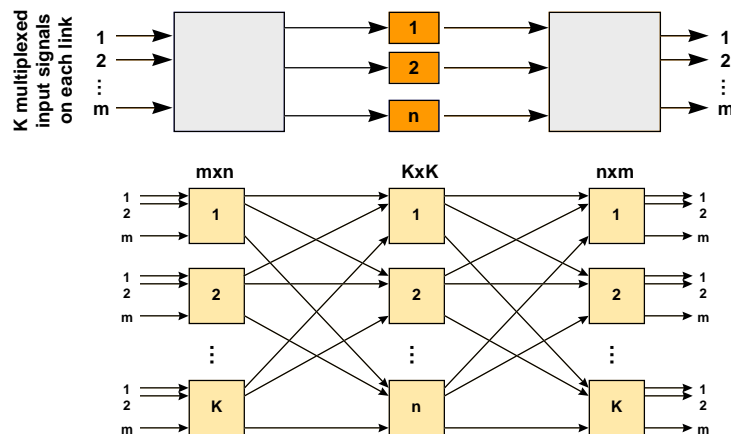 K multiplexed
input signals
on each link
1 1 1
2 2 2
... ...
m n m
mxn KxK nxm
1 1
2 1 1 1 2
m m
1 1
2 2 2 2 2
m m
... ... ...
1 1
2 K n K 2
m m